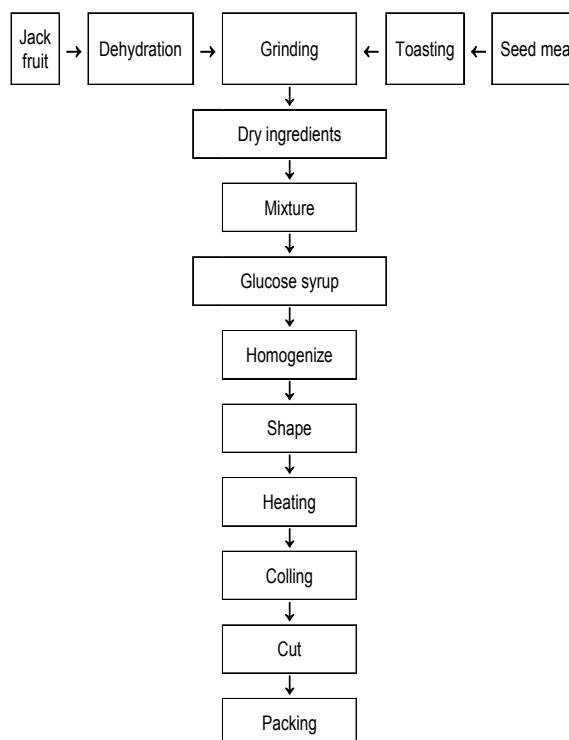 Jack
fruit
Dehydration
Grinding
Toasting
Seed mea
Dry ingredients
Mixture
Glucose syrup
Homogenize
Shape
Heating
Colling
Cut
Packing